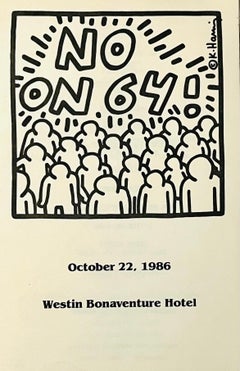 NO
ON 64!
©K.Haring
October 22, 1986
Westin Bonaventure Hotel